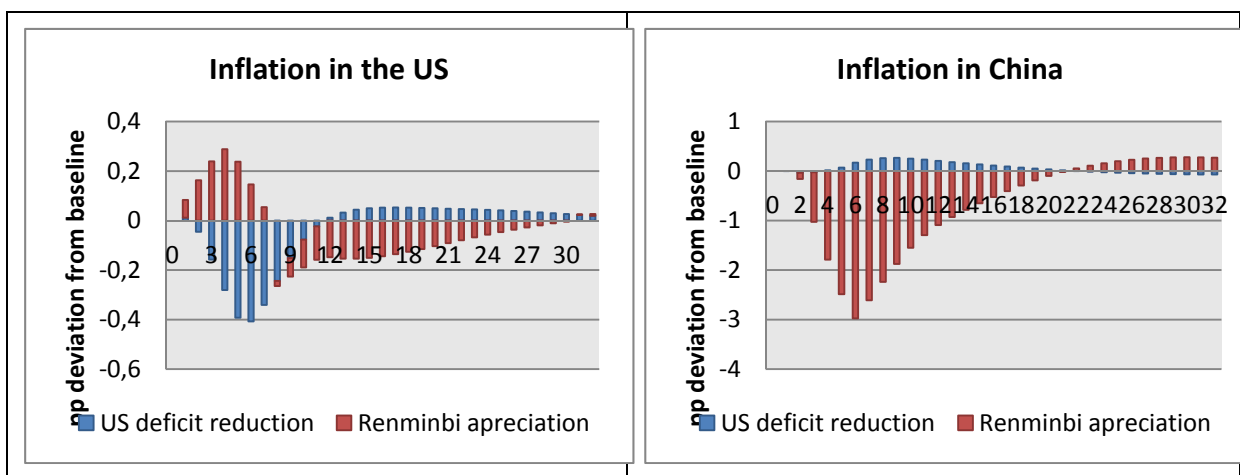 Inflation in the US
pp deviation from baseline
0,4
0,2
0
-0,2
-0,4
-0,6
0 3 6 9 12 15 18 21 24 27 30
US deficit reduction Renminbi apreciation
Inflation in China
pp deviation from baseline
1
0
-1
-2
-3
-4
0 2 4 6 8 10 12 14 16 18 20 22 24 26 28 30 32
US deficit reduction Renminbi apreciation